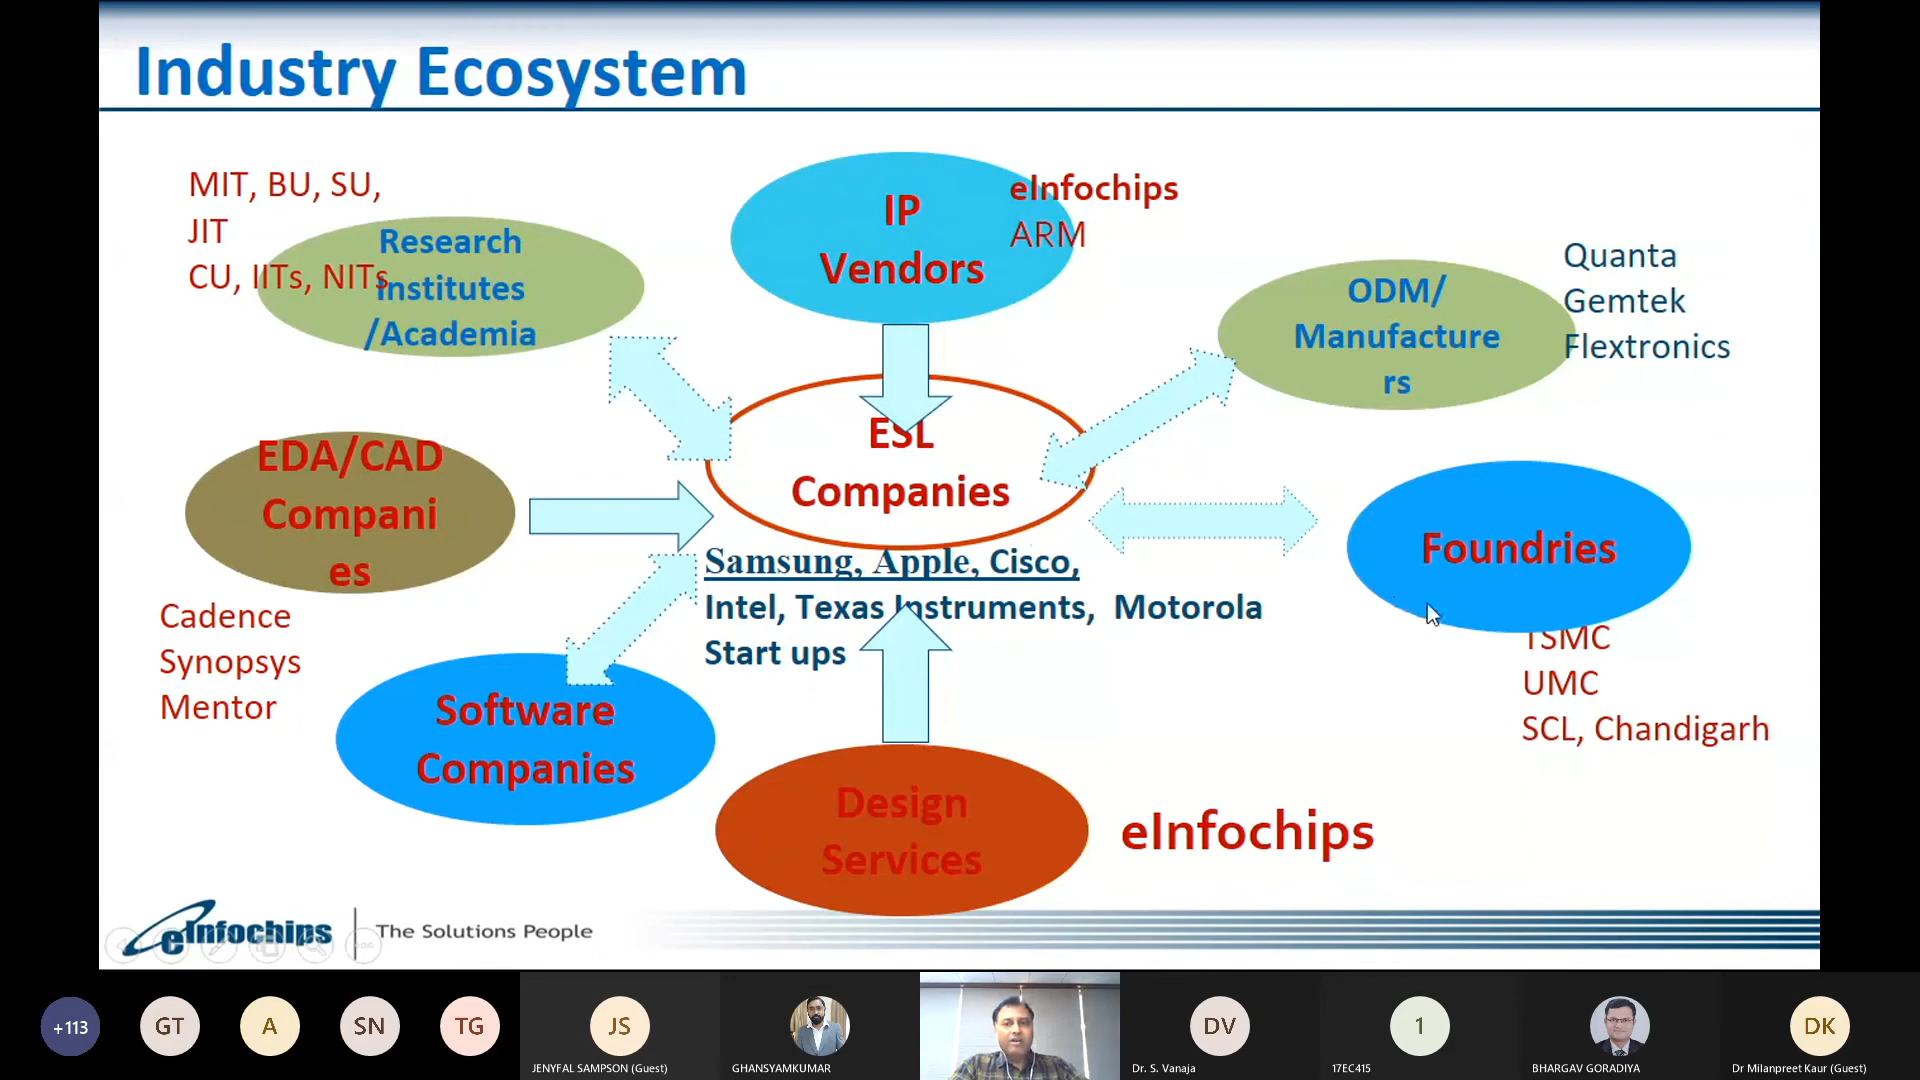 Industry Ecosystem
MIT, BU, SU,
JIT
CU, IITs, NITs
Research
Institutes
/Academia
IP
Vendors
eInfochips
ARM
ODM/
Manufacture
rs
Quanta
Gemtek
Flextronics
EDA/CAD
Compani
es
Cadence
Synopsys
Mentor
ESL
Companies
Samsung, Apple, Cisco,
Intel, Texas Instruments, Motorola
Start ups
Foundries
TSMC
UMC
SCL, Chandigarh
Software
Companies
Design
Services
eInfochips
eInfochips
The Solutions People
+113
GT
A
SN
TG
JS
JENYFAL SAMPSON (Guest)
GHANSYAMKUMAR
DV
Dr. S. Vanaja
1
17EC415
BHARGAV GORADIYA
DK
Dr Milanpreet Kaur (Guest)